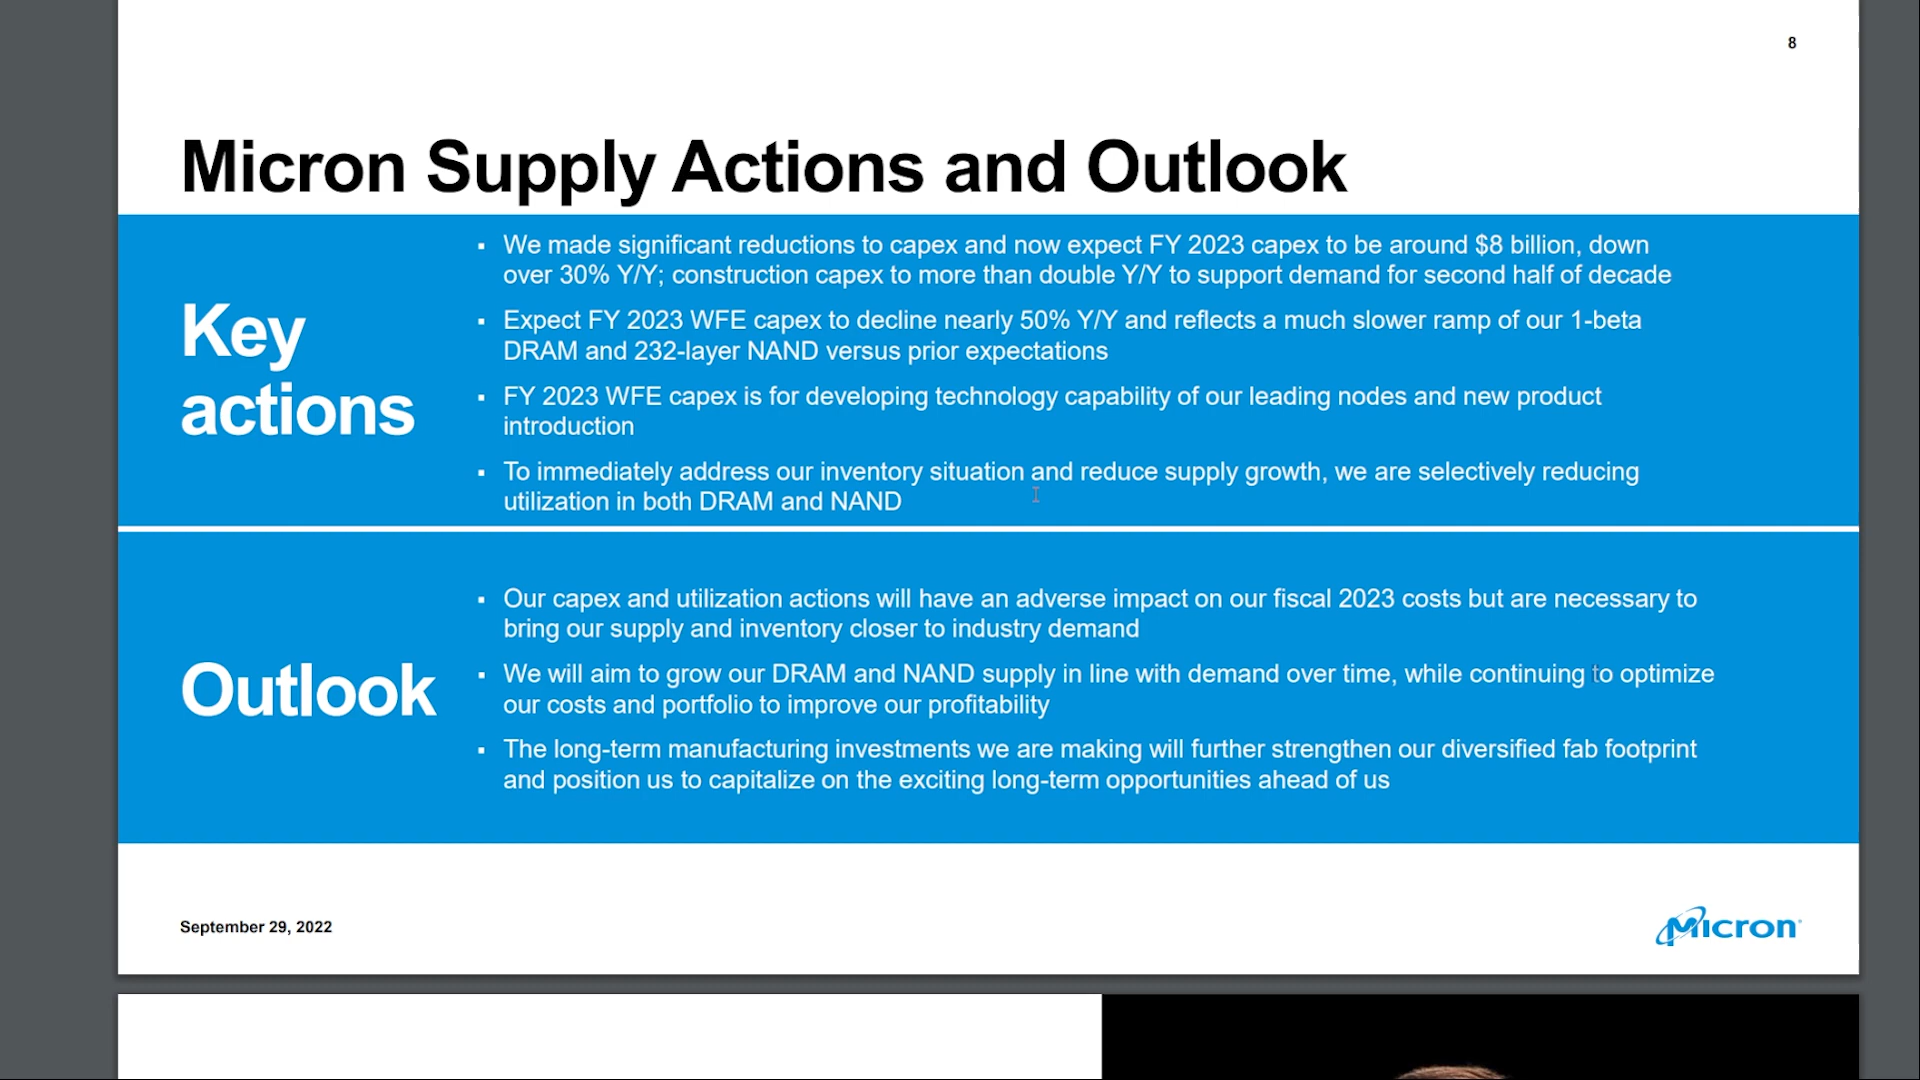 8
Micron Supply Actions and Outlook
Key
actions
▪ We made significant reductions to capex and now expect FY 2023 capex to be around $8 billion, down
over 30% Y/Y; construction capex to more than double Y/Y to support demand for second half of decade
▪ Expect FY 2023 WFE capex to decline nearly 50% Y/Y and reflects a much slower ramp of our 1-beta
DRAM and 232-layer NAND versus prior expectations
▪ FY 2023 WFE capex is for developing technology capability of our leading nodes and new product
introduction
▪ To immediately address our inventory situation and reduce supply growth, we are selectively reducing
utilization in both DRAM and NAND
Outlook
▪ Our capex and utilization actions will have an adverse impact on our fiscal 2023 costs but are necessary to
bring our supply and inventory closer to industry demand
▪ We will aim to grow our DRAM and NAND supply in line with demand over time, while continuing to optimize
our costs and portfolio to improve our profitability
▪ The long-term manufacturing investments we are making will further strengthen our diversified fab footprint
and position us to capitalize on the exciting long-term opportunities ahead of us
September 29, 2022
Micron